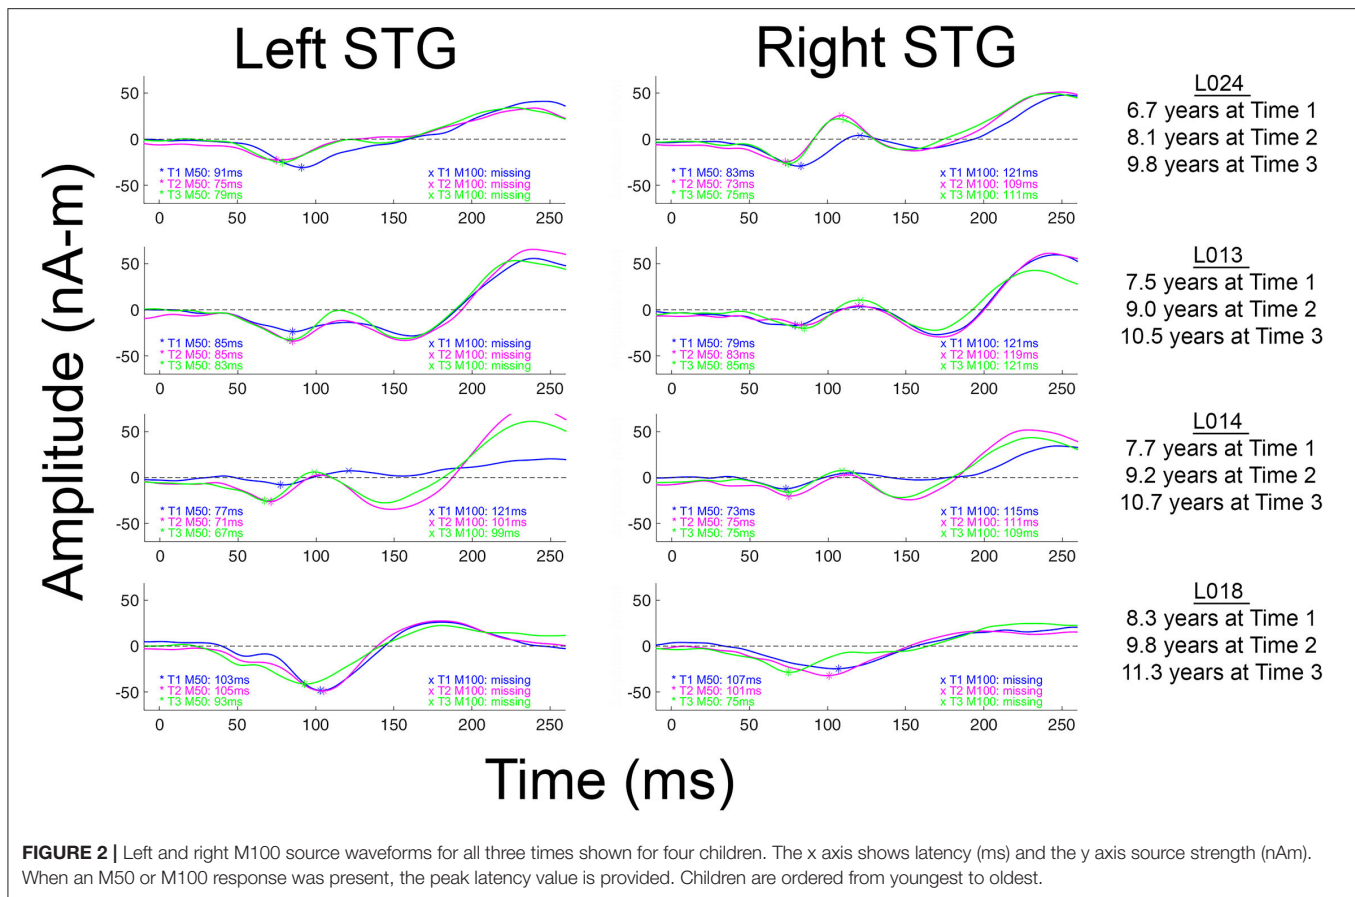 Left STG
Right STG
Amplitude (nA-m)
50
0
-50
* T1 M50: 91ms
* T2 M50: 75ms
* T3 M50: 79ms
x T1 M100: missing
x T2 M100: missing
x T3 M100: missing
0 50 100 150 200 250
50
0
-50
* T1 M50: 83ms
* T2 M50: 73ms
* T3 M50: 75ms
x T1 M100: 121ms
x T2 M100: 109ms
x T3 M100: 111ms
0 50 100 150 200 250
L024
6.7 years at Time 1
8.1 years at Time 2
9.8 years at Time 3
50
0
-50
* T1 M50: 85ms
* T2 M50: 85ms
* T3 M50: 83ms
x T1 M100: missing
x T2 M100: missing
x T3 M100: missing
0 50 100 150 200 250
50
0
-50
* T1 M50: 79ms
* T2 M50: 83ms
* T3 M50: 85ms
x T1 M100: 121ms
x T2 M100: 119ms
x T3 M100: 121ms
0 50 100 150 200 250
L013
7.5 years at Time 1
9.0 years at Time 2
10.5 years at Time 3
50
0
-50
* T1 M50: 77ms
* T2 M50: 71ms
* T3 M50: 67ms
x T1 M100: 121ms
x T2 M100: 101ms
x T3 M100: 99ms
0 50 100 150 200 250
50
0
-50
* T1 M50: 73ms
* T2 M50: 75ms
* T3 M50: 75ms
x T1 M100: 115ms
x T2 M100: 111ms
x T3 M100: 109ms
0 50 100 150 200 250
L014
7.7 years at Time 1
9.2 years at Time 2
10.7 years at Time 3
50
0
-50
* T1 M50: 103ms
* T2 M50: 105ms
* T3 M50: 93ms
x T1 M100: missing
x T2 M100: missing
x T3 M100: missing
0 50 100 150 200 250
50
0
-50
* T1 M50: 107ms
* T2 M50: 101ms
* T3 M50: 75ms
x T1 M100: missing
x T2 M100: missing
x T3 M100: missing
0 50 100 150 200 250
L018
8.3 years at Time 1
9.8 years at Time 2
11.3 years at Time 3
Time (ms)
FIGURE 2 | Left and right M100 source waveforms for all three times shown for four children. The x axis shows latency (ms) and the y axis source strength (nAm).
When an M50 or M100 response was present, the peak latency value is provided. Children are ordered from youngest to oldest.